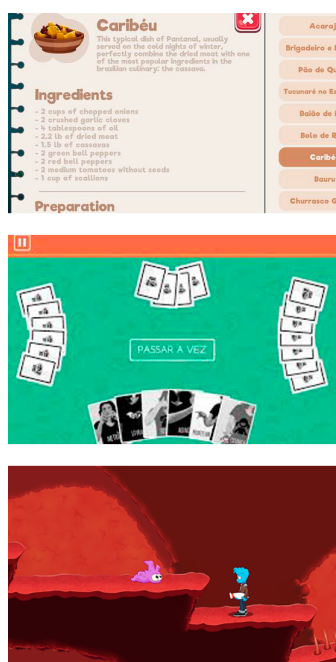 Caribéu
This typical dish of Pantanal, usually
served on the cold nights of winter,
perfectly combine the dried meat with one
of the most popular ingredients in the
brazilian culinary: the cassava.
Ingredients
- 2 cups of chopped onions
- 2 crushed garlic cloves
- 4 tablespoons of oil
- 2.2 lb of dried meat
- 1.5 lb of cassavas
- 2 green bell peppers
- 2 red bell peppers
- 2 medium tomatoes without seeds
- 1 cup of scallions
Preparation
Acaraj
Brigadeiro e
Pão de Qu
Tucunaré na
Baião de
Bolo de
Caribé
Bauru
Churrasco G
PASSAR A VEZ